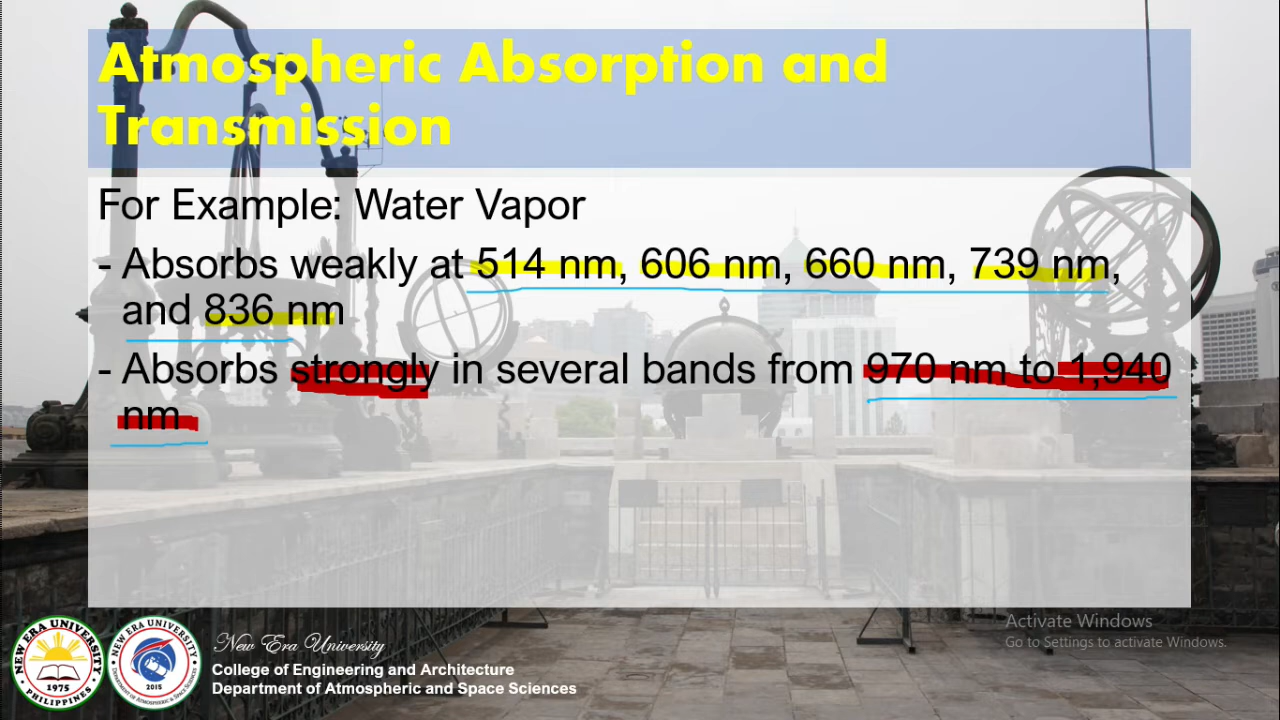 Atmospheric Absorption and
Transmission
For Example: Water Vapor
- Absorbs weakly at 514 nm, 606 nm, 660 nm, 739 nm,
and 836 nm
- Absorbs strongly in several bands from 970 nm to 1,940
nm
Activate Windows
Go to Settings to activate Windows.
NEW ERA UNIVERSITY
1975
PHILIPPINES
NEW ERA UNIVERSITY
2015
New Era University
College of Engineering and Architecture
Department of Atmospheric and Space Sciences